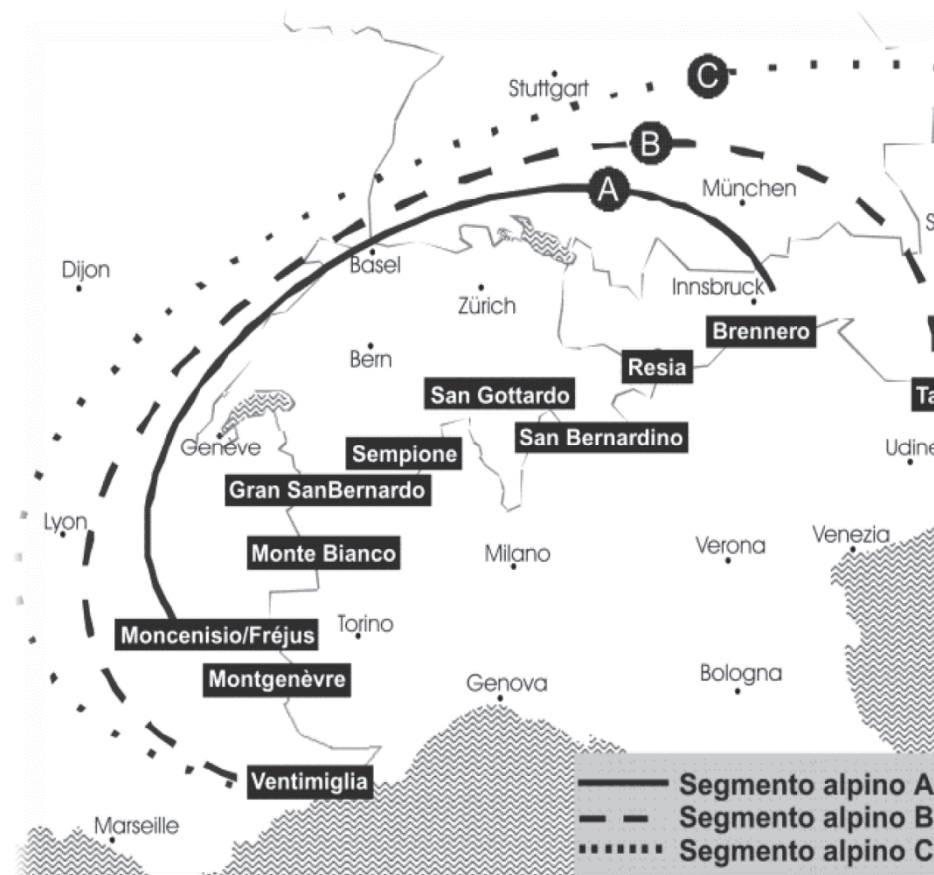 C
Stuttgart
B
A
München
S
Dijon
Basel
Innsbruck
Zürich
Brennero
Bern
Resia
Ta
San Gottardo
San Bernardino
Genève
Sempione
Udine
Gran SanBernardo
Lyon
Monte Bianco
Milano
Verona
Venezia
Moncenisio/Fréjus
Torino
Montgenèvre
Genova
Bologna
Ventimiglia
Segmento alpino A
Segmento alpino B
Marseille
Segmento alpino C